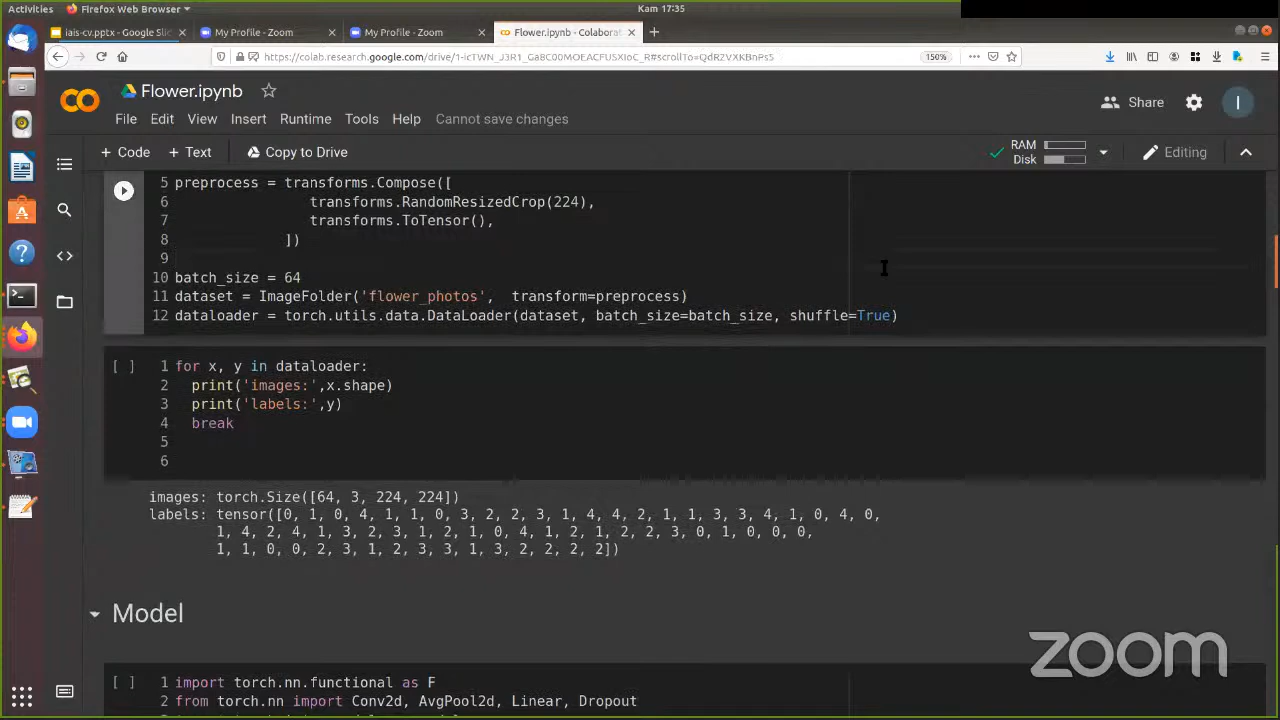 Activities Firefox Web Browser Kam 17:35
iais-cv.pptx - Google Slid My Profile - Zoom My Profile - Zoom Flower.ipynb - Colaborat
150%
Flower.ipynb
Share I
File Edit View Insert Runtime Tools Help Cannot save changes
+ Code + Text Copy to Drive RAM Disk Editing
5 preprocess = transforms.Compose([
6 transforms.RandomResizedCrop(224),
7 transforms.ToTensor(),
8 ])
9
10 batch_size = 64
11 dataset = ImageFolder('flower_photos', transform=preprocess)
12 dataloader = torch.utils.data.DataLoader(dataset, batch_size=batch_size, shuffle=True)
[ ] 1 for x, y in dataloader:
2 print('images:',x.shape)
3 print('labels:',y)
4 break
5
6
images: torch.Size([64, 3, 224, 224])
labels: tensor([0, 1, 0, 4, 1, 1, 0, 3, 2, 2, 3, 1, 4, 4, 2, 1, 1, 3, 3, 4, 1, 0, 4, 0,
1, 4, 2, 4, 1, 3, 2, 3, 1, 2, 1, 0, 4, 1, 2, 1, 2, 2, 3, 0, 1, 0, 0, 0,
1, 1, 0, 0, 2, 3, 1, 2, 3, 3, 1, 3, 2, 2, 2, 2])
Model
zoom
[ ] 1 import torch.nn.functional as F
2 from torch.nn import Conv2d, AvgPool2d, Linear, Dropout